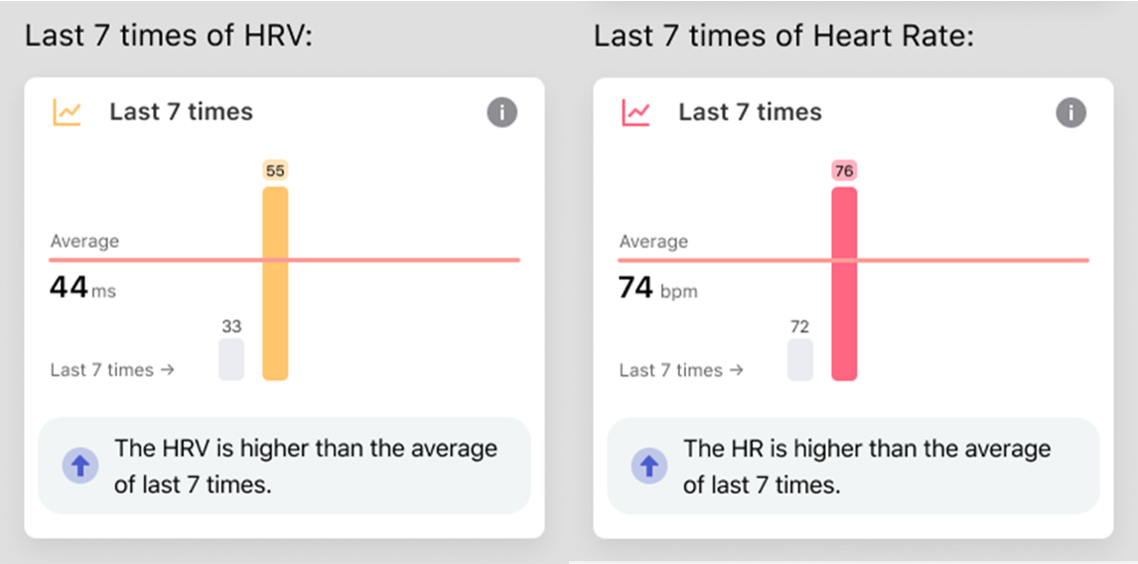 Last 7 times of HRV:
Last 7 times
55
Average
44 ms
33
Last 7 times →
The HRV is higher than the average
of last 7 times.
Last 7 times of Heart Rate:
Last 7 times
76
Average
74 bpm
72
Last 7 times →
The HR is higher than the average
of last 7 times.